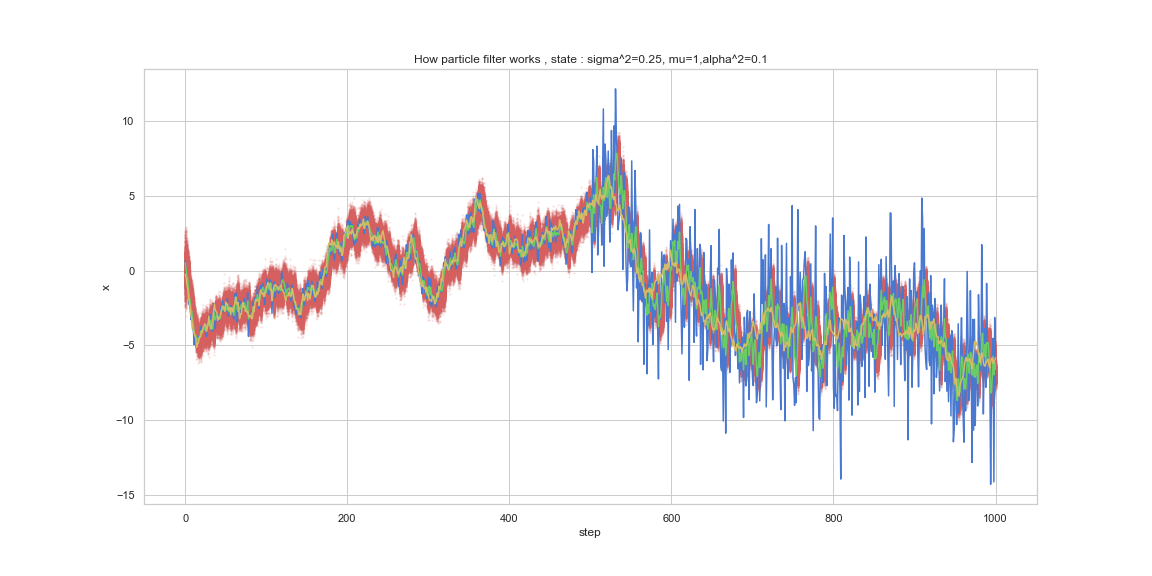 How particle filter works , state : sigma^2=0.25, mu=1,alpha^2=0.1
10
5
0
−5
−10
−15
x
0 200 400 600 800 1000
step